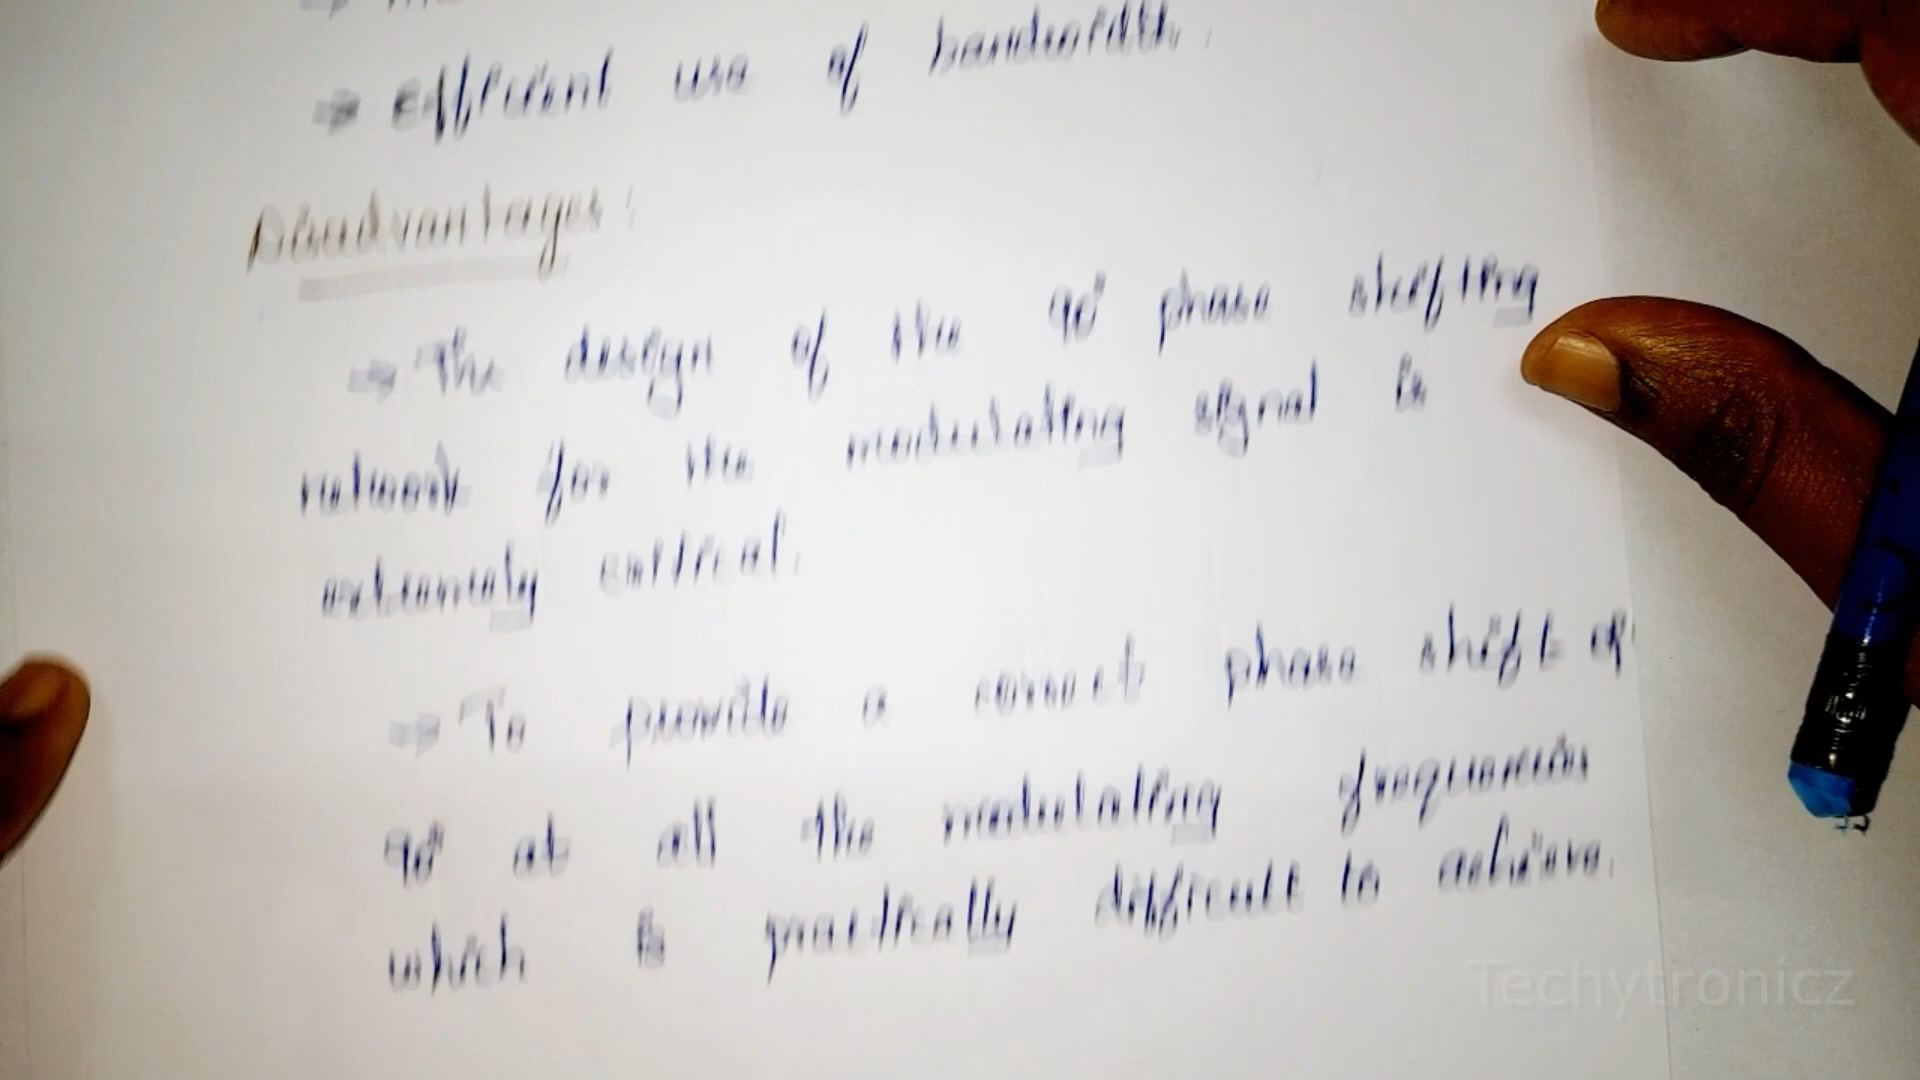 ⇒ Efficient use of bandwidth.
Disadvantages:
⇒ The design of the 90° phase shifting
network for the modulating signal is
extremely critical.
⇒ To provide a correct phase shift of
90° at all the modulating frequencies
which is practically difficult to achieve.
Techytronicz